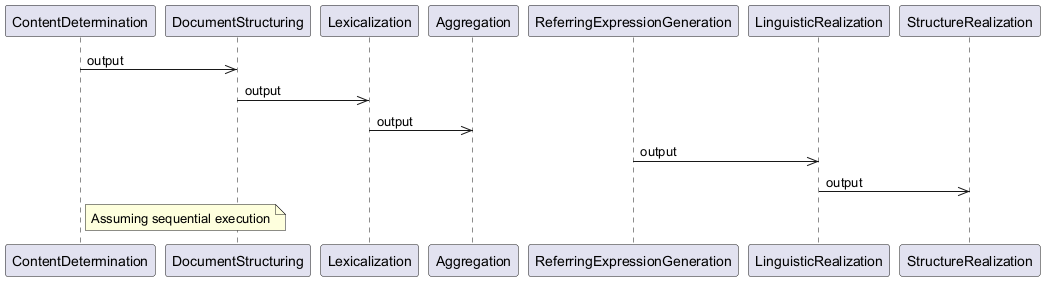 ContentDetermination
DocumentStructuring
Lexicalization
Aggregation
ReferringExpressionGeneration
LinguisticRealization
StructureRealization
output
output
output
output
output
Assuming sequential execution
ContentDetermination
DocumentStructuring
Lexicalization
Aggregation
ReferringExpressionGeneration
LinguisticRealization
StructureRealization